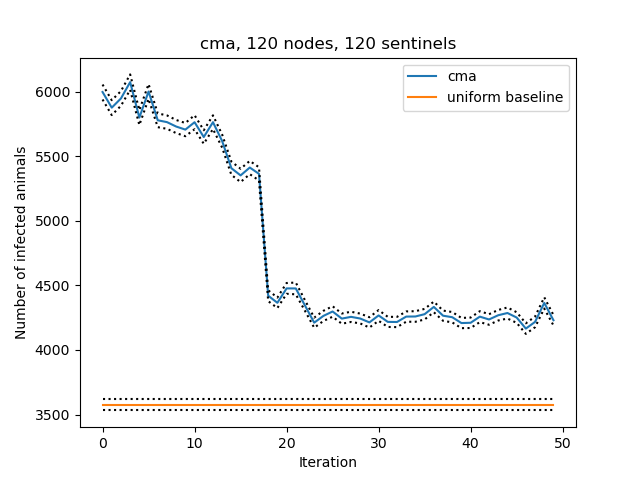 cma, 120 nodes, 120 sentinels
cma
uniform baseline
Number of infected animals
6000
5500
5000
4500
4000
3500
0 10 20 30 40 50
Iteration